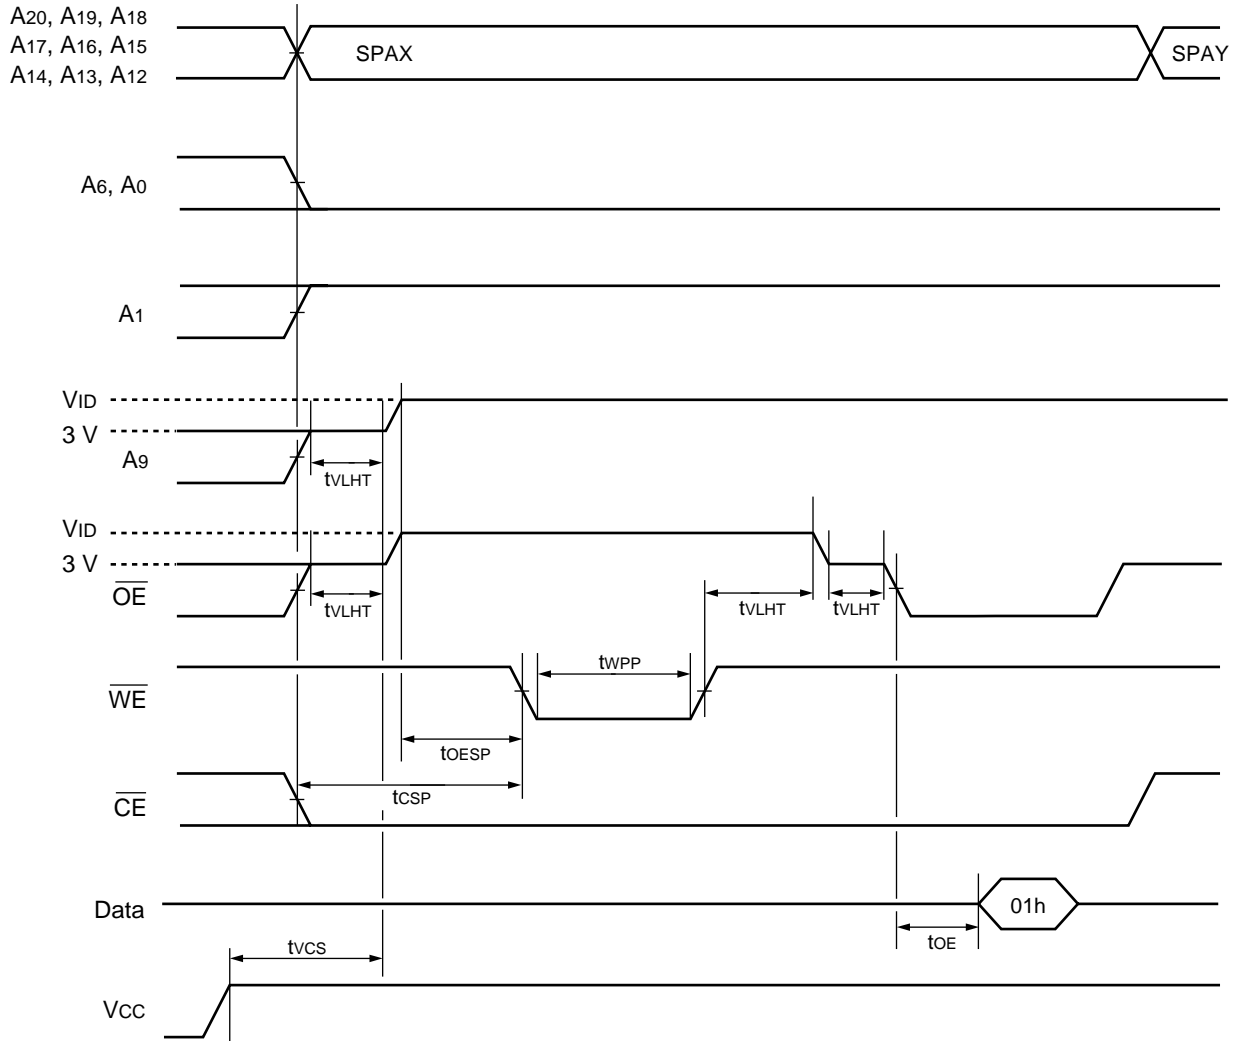 A20, A19, A18
A17, A16, A15
A14, A13, A12
SPAX
SPAY
A6, A0
A1
VID
3 V
A9
tVLHT
VID
3 V
OE
tVLHT
tVLHT
tVLHT
WE
tWPP
tOESP
CE
tCSP
Data
01h
tOE
tVCS
VCC